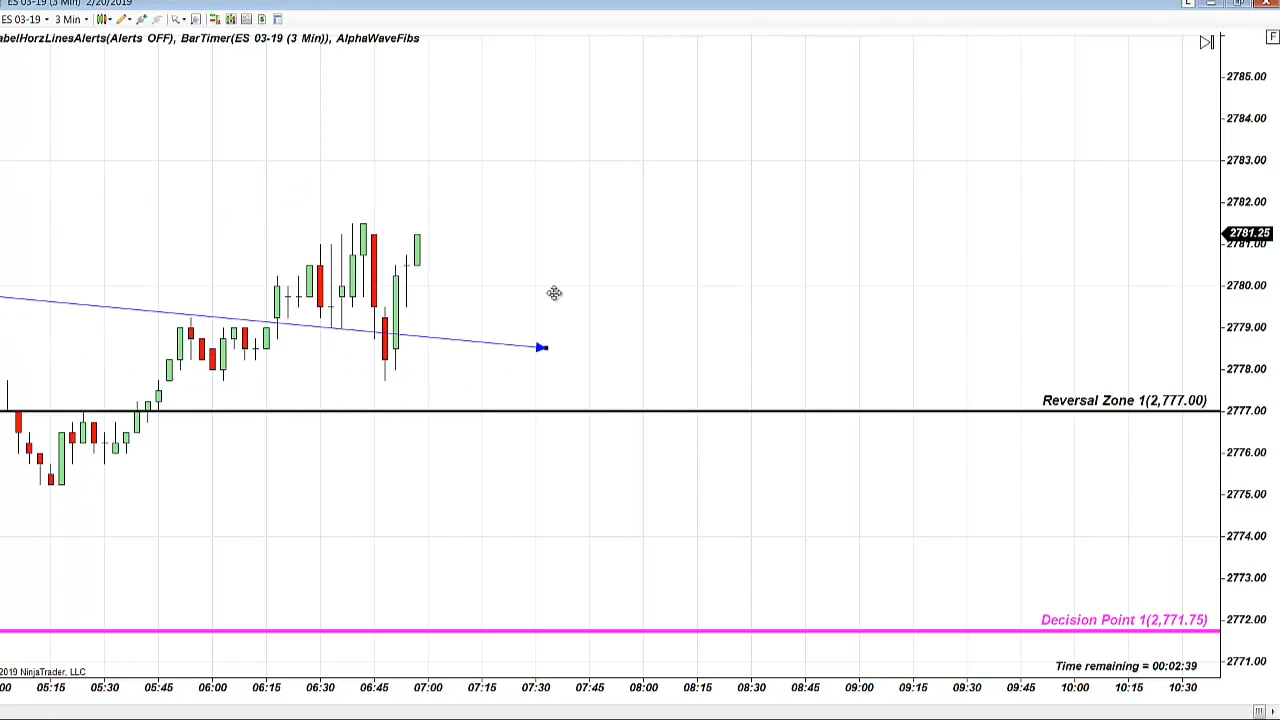 ES 03-19 (3 Min) 2/20/2019
L
ES 03-19 3 Min
abelHorzLinesAlerts(Alerts OFF), BarTimer(ES 03-19 (3 Min)), AlphaWaveFibs
F
2785.00
2784.00
2783.00
2782.00
2781.25
2781.00
2780.00
2779.00
2778.00
Reversal Zone 1(2,777.00)
2777.00
2776.00
2775.00
2774.00
2773.00
Decision Point 1(2,771.75)
2772.00
2771.00
Time remaining = 00:02:39
2019 NinjaTrader, LLC
00 05:15 05:30 05:45 06:00 06:15 06:30 06:45 07:00 07:15 07:30 07:45 08:00 08:15 08:30 08:45 09:00 09:15 09:30 09:45 10:00 10:15 10:30